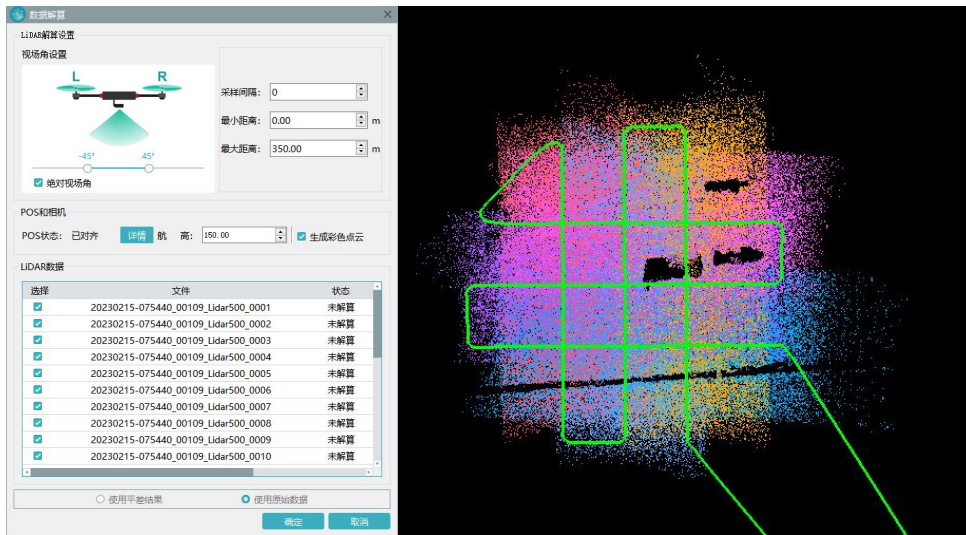 数据解算
LiDAR解算设置
视场角设置
L R
-45° 45°
绝对视场角
采样间隔： 0
最小距离： 0.00 m
最大距离： 350.00 m
POS和相机
POS状态： 已对齐 详情 航 高： 150.00 生成彩色点云
LiDAR数据
选择 文件 状态
20230215-075440_00109_Lidar500_0001 未解算
20230215-075440_00109_Lidar500_0002 未解算
20230215-075440_00109_Lidar500_0003 未解算
20230215-075440_00109_Lidar500_0004 未解算
20230215-075440_00109_Lidar500_0005 未解算
20230215-075440_00109_Lidar500_0006 未解算
20230215-075440_00109_Lidar500_0007 未解算
20230215-075440_00109_Lidar500_0008 未解算
20230215-075440_00109_Lidar500_0009 未解算
20230215-075440_00109_Lidar500_0010 未解算
使用平差结果 使用原始数据
确定 取消